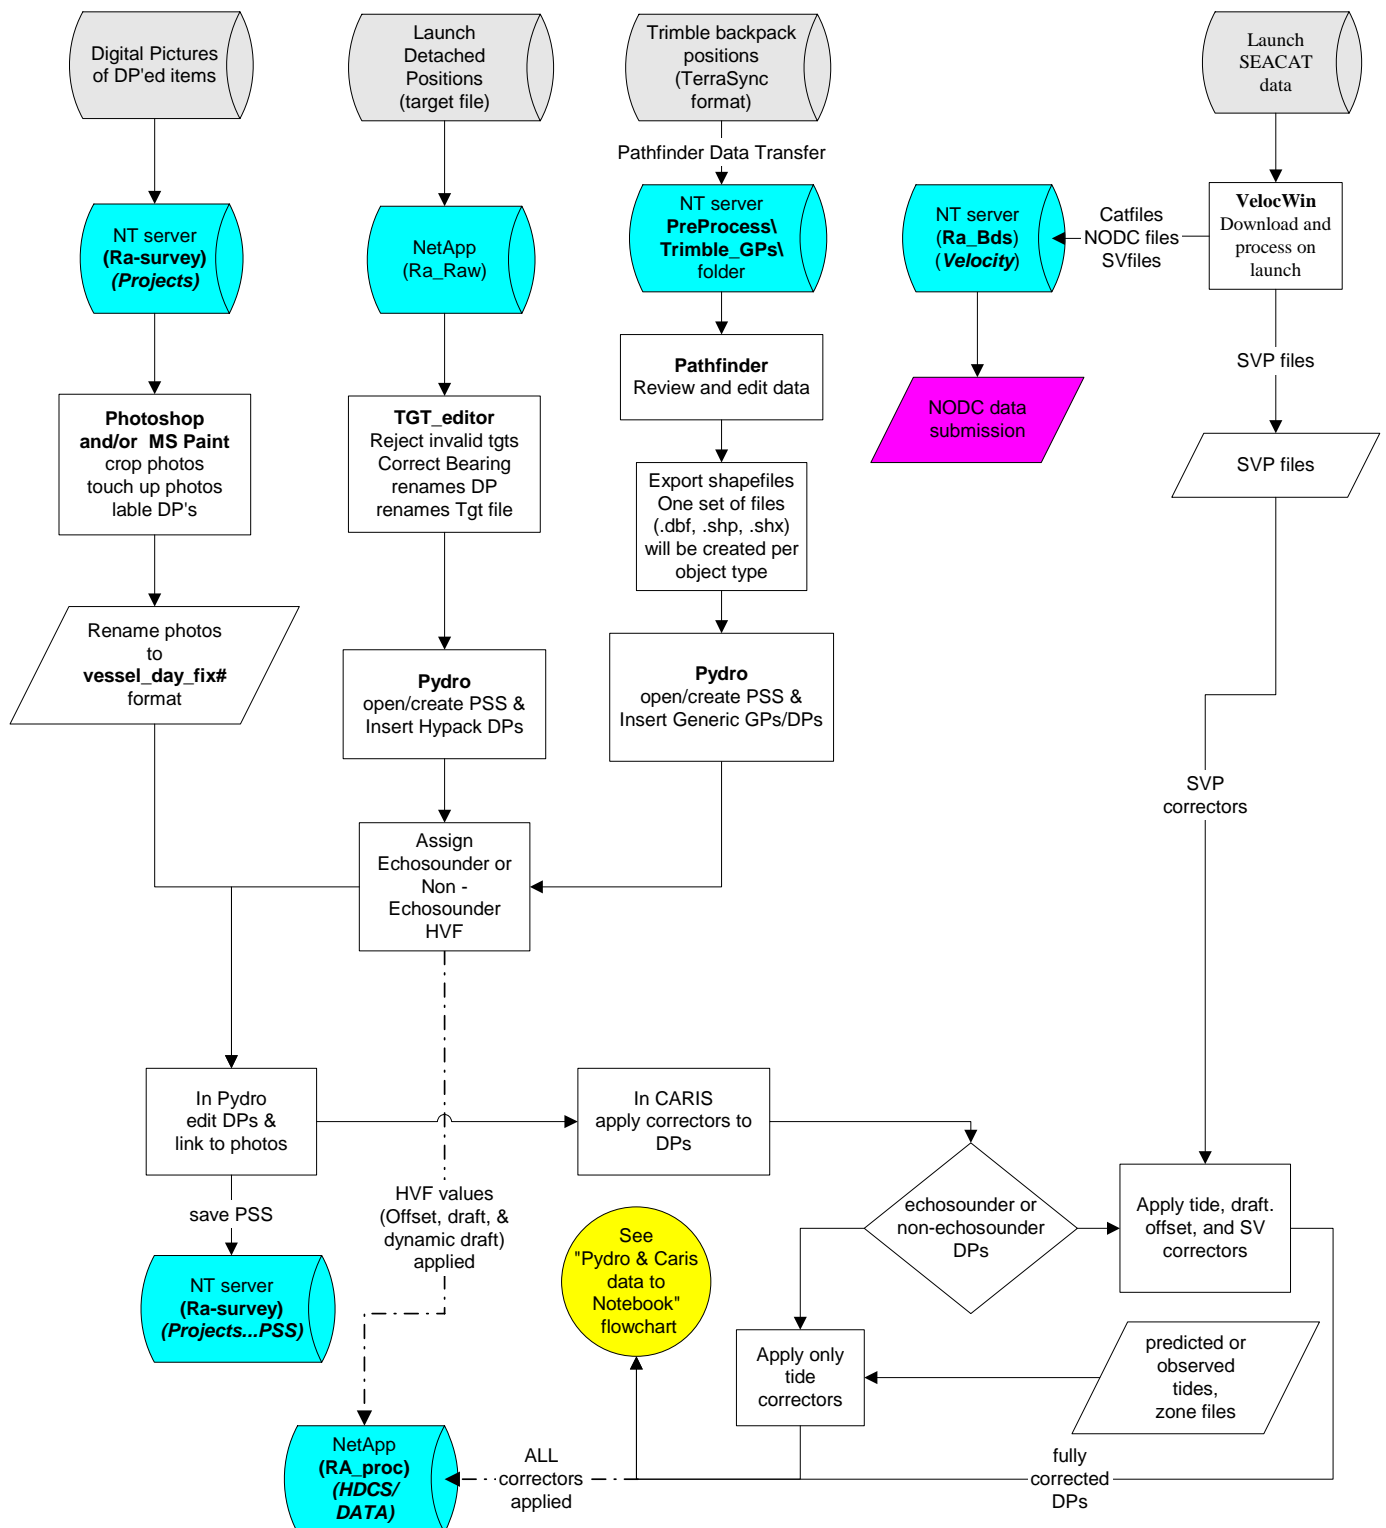 Digital Pictures
of DP'ed items
Launch
Detached
Positions
(target file)
Trimble backpack
positions
(TerraSync
format)
Launch
SEACAT
data
Pathfinder Data Transfer
NT server
(Ra-survey)
(Projects)
NetApp
(Ra_Raw)
NT server
PreProcess\
Trimble_GPs\
folder
NT server
(Ra_Bds)
(Velocity)
Catfiles
NODC files
SVfiles
VelocWin
Download and
process on
launch
Pathfinder
Review and edit data
NODC data
submission
SVP files
SVP files
Photoshop
and/or MS Paint
crop photos
touch up photos
lable DP's
TGT_editor
Reject invalid tgts
Correct Bearing
renames DP
renames Tgt file
Export shapefiles
One set of files
(.dbf, .shp, .shx)
will be created per
object type
Rename photos
to
vessel_day_fix#
format
Pydro
open/create PSS &
Insert Hypack DPs
Pydro
open/create PSS &
Insert Generic GPs/DPs
SVP
correctors
Assign
Echosounder or
Non -
Echosounder
HVF
In Pydro
edit DPs &
link to photos
In CARIS
apply correctors to
DPs
save PSS
HVF values
(Offset, draft, &
dynamic draft)
applied
See
"Pydro & Caris
data to
Notebook"
flowchart
echosounder or
non-echosounder
DPs
Apply tide, draft.
offset, and SV
correctors
NT server
(Ra-survey)
(Projects...PSS)
Apply only
tide
correctors
predicted or
observed
tides,
zone files
NetApp
(RA_proc)
(HDCS/
DATA)
ALL
correctors
applied
fully
corrected
DPs